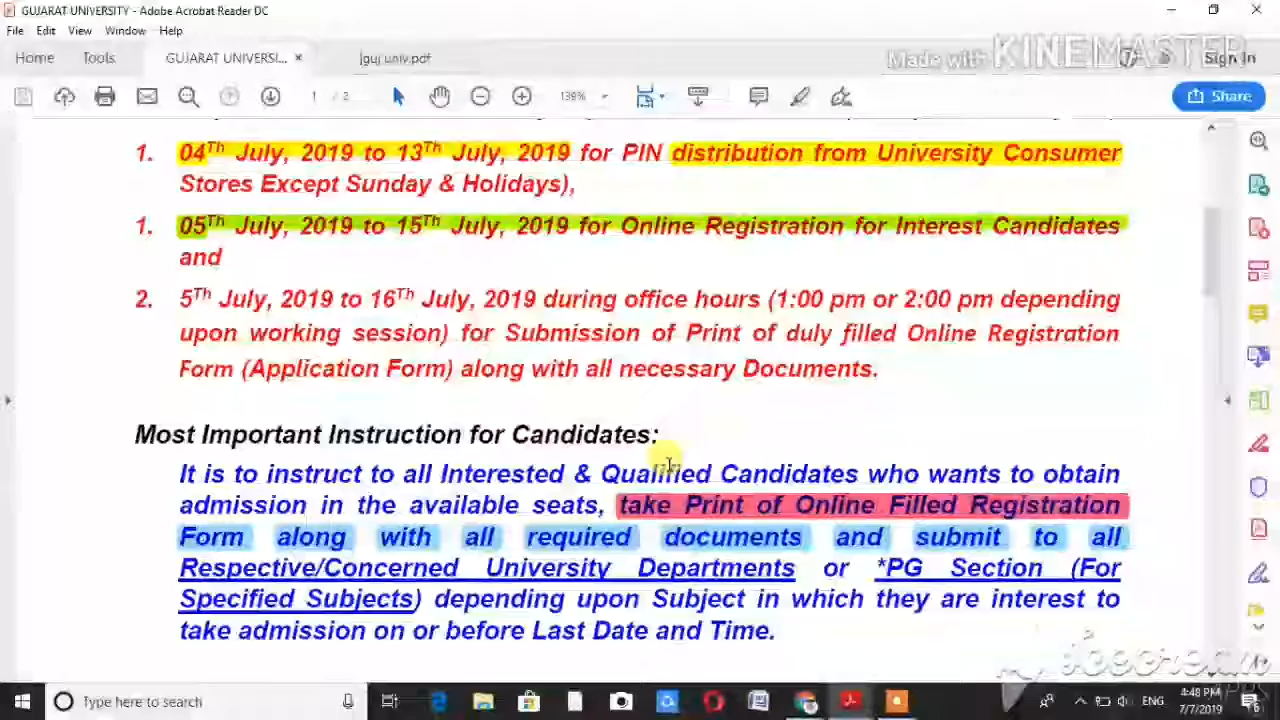 GUJARAT UNIVERSITY - Adobe Acrobat Reader DC
File Edit View Window Help
Home Tools GUJARAT UNIVERSI... × guj univ.pdf Sign In
Made with KINEMASTER
1 / 2 139% Share
1. 04Th July, 2019 to 13Th July, 2019 for PIN distribution from University Consumer
Stores Except Sunday & Holidays),
1. 05Th July, 2019 to 15Th July, 2019 for Online Registration for Interest Candidates
and
2. 5Th July, 2019 to 16Th July, 2019 during office hours (1:00 pm or 2:00 pm depending
upon working session) for Submission of Print of duly filled Online Registration
Form (Application Form) along with all necessary Documents.
Most Important Instruction for Candidates:
It is to instruct to all Interested & Qualified Candidates who wants to obtain
admission in the available seats, take Print of Online Filled Registration
Form along with all required documents and submit to all
Respective/Concerned University Departments or *PG Section (For
Specified Subjects) depending upon Subject in which they are interest to
take admission on or before Last Date and Time.
Type here to search ENG 4:48 PM
7/7/2019